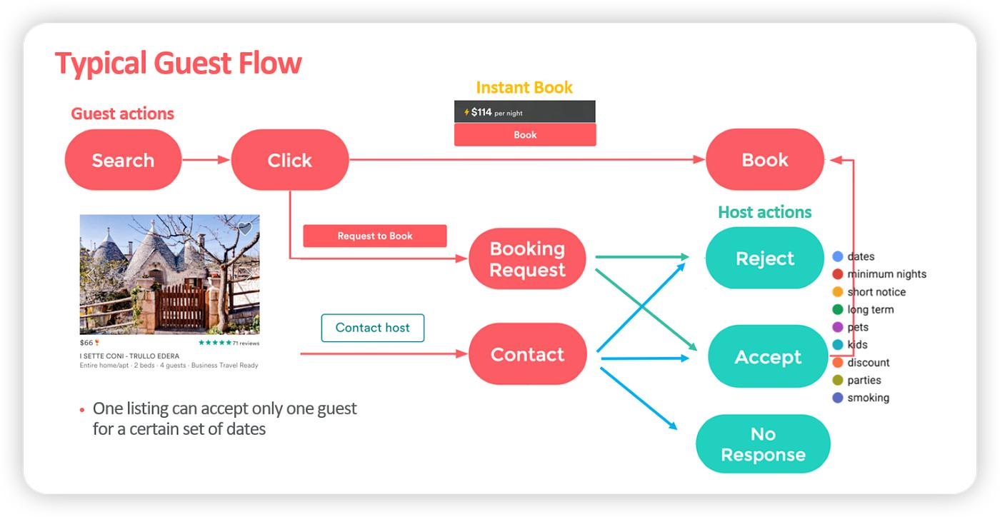 Typical Guest Flow
Instant Book
Guest actions
$114 per night
Book
Search
Click
Book
Host actions
Request to Book
Booking
Request
Reject
dates
minimum nights
short notice
long term
pets
kids
discount
parties
smoking
Contact host
Contact
Accept
$66
71 reviews
I SETTE CONI - TRULLO EDERA
Entire home/apt · 2 beds · 4 guests · Business Travel Ready
• One listing can accept only one guest
for a certain set of dates
No
Response